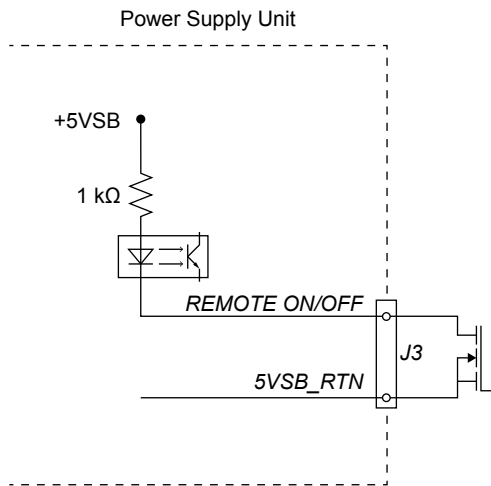 Power Supply Unit
+5VSB
1 kΩ
REMOTE ON/OFF
J3
5VSB_RTN